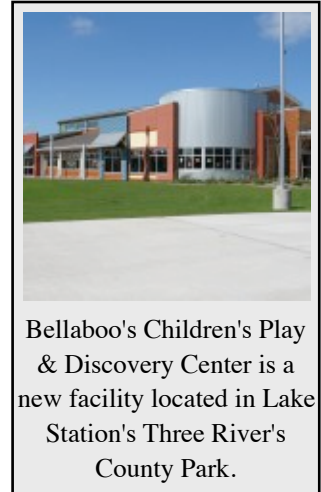 Bellaboo's Children's Play
& Discovery Center is a
new facility located in Lake
Station's Three River's
County Park.